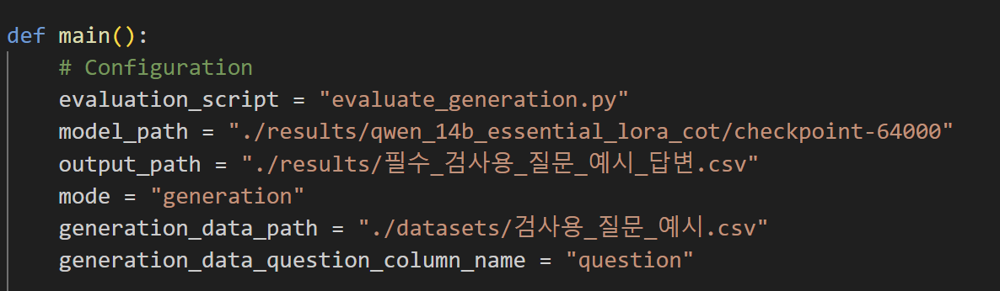 def main():
    # Configuration
    evaluation_script = "evaluate_generation.py"
    model_path = "./results/qwen_14b_essential_lora_cot/checkpoint-64000"
    output_path = "./results/필수_검사용_질문_예시_답변.csv"
    mode = "generation"
    generation_data_path = "./datasets/검사용_질문_예시.csv"
    generation_data_question_column_name = "question"